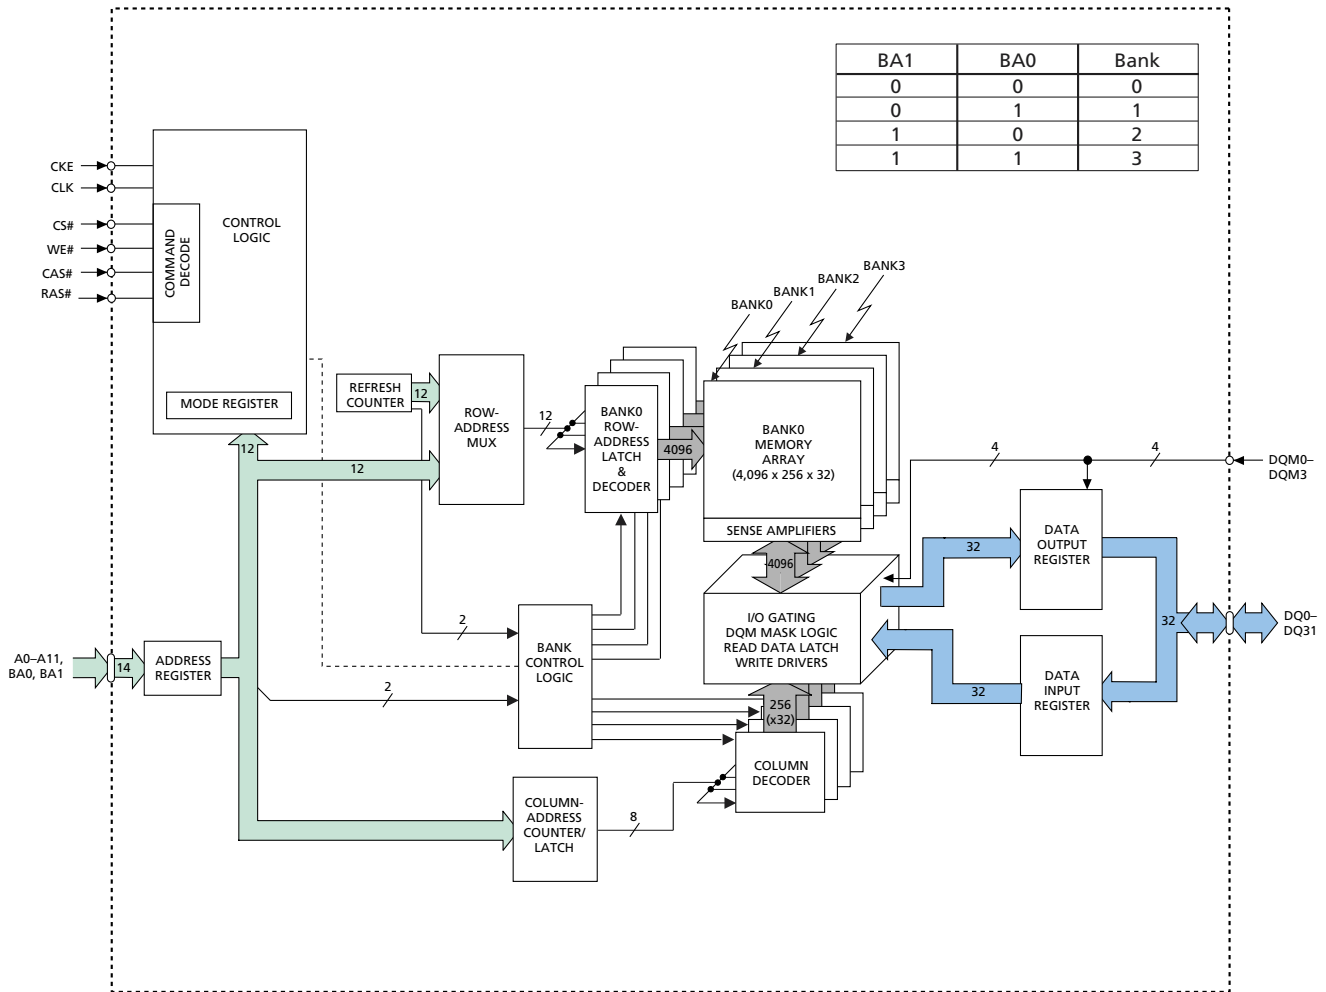 BA1 BA0 Bank
0 0 0
0 1 1
1 0 2
1 1 3
CKE
CLK
CS#
WE#
CAS#
RAS#
COMMAND
DECODE
CONTROL
LOGIC
MODE REGISTER
12
12
REFRESH
COUNTER
12
ROW-
ADDRESS
MUX
12
BANK0
ROW-
ADDRESS
LATCH
&
DECODER
4096
BANK0
BANK1
BANK2
BANK3
BANK0
MEMORY
ARRAY
(4,096 x 256 x 32)
SENSE AMPLIFIERS
4096
I/O GATING
DQM MASK LOGIC
READ DATA LATCH
WRITE DRIVERS
256
(x32)
COLUMN
DECODER
4
4
DQM0–
DQM3
DATA
OUTPUT
REGISTER
32
32
DQ0–
DQ31
DATA
INPUT
REGISTER
32
A0–A11,
BA0, BA1
14
ADDRESS
REGISTER
2
2
BANK
CONTROL
LOGIC
COLUMN-
ADDRESS
COUNTER/
LATCH
8